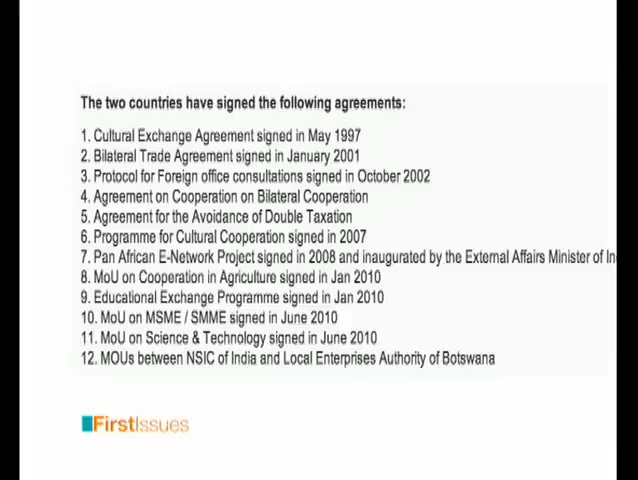 The two countries have signed the following agreements:
1. Cultural Exchange Agreement signed in May 1997
2. Bilateral Trade Agreement signed in January 2001
3. Protocol for Foreign office consultations signed in October 2002
4. Agreement on Cooperation on Bilateral Cooperation
5. Agreement for the Avoidance of Double Taxation
6. Programme for Cultural Cooperation signed in 2007
7. Pan African E-Network Project signed in 2008 and inaugurated by the External Affairs Minister of In
8. MoU on Cooperation in Agriculture signed in Jan 2010
9. Educational Exchange Programme signed in Jan 2010
10. MoU on MSME / SMME signed in June 2010
11. MoU on Science & Technology signed in June 2010
12. MOUs between NSIC of India and Local Enterprises Authority of Botswana
FirstIssues